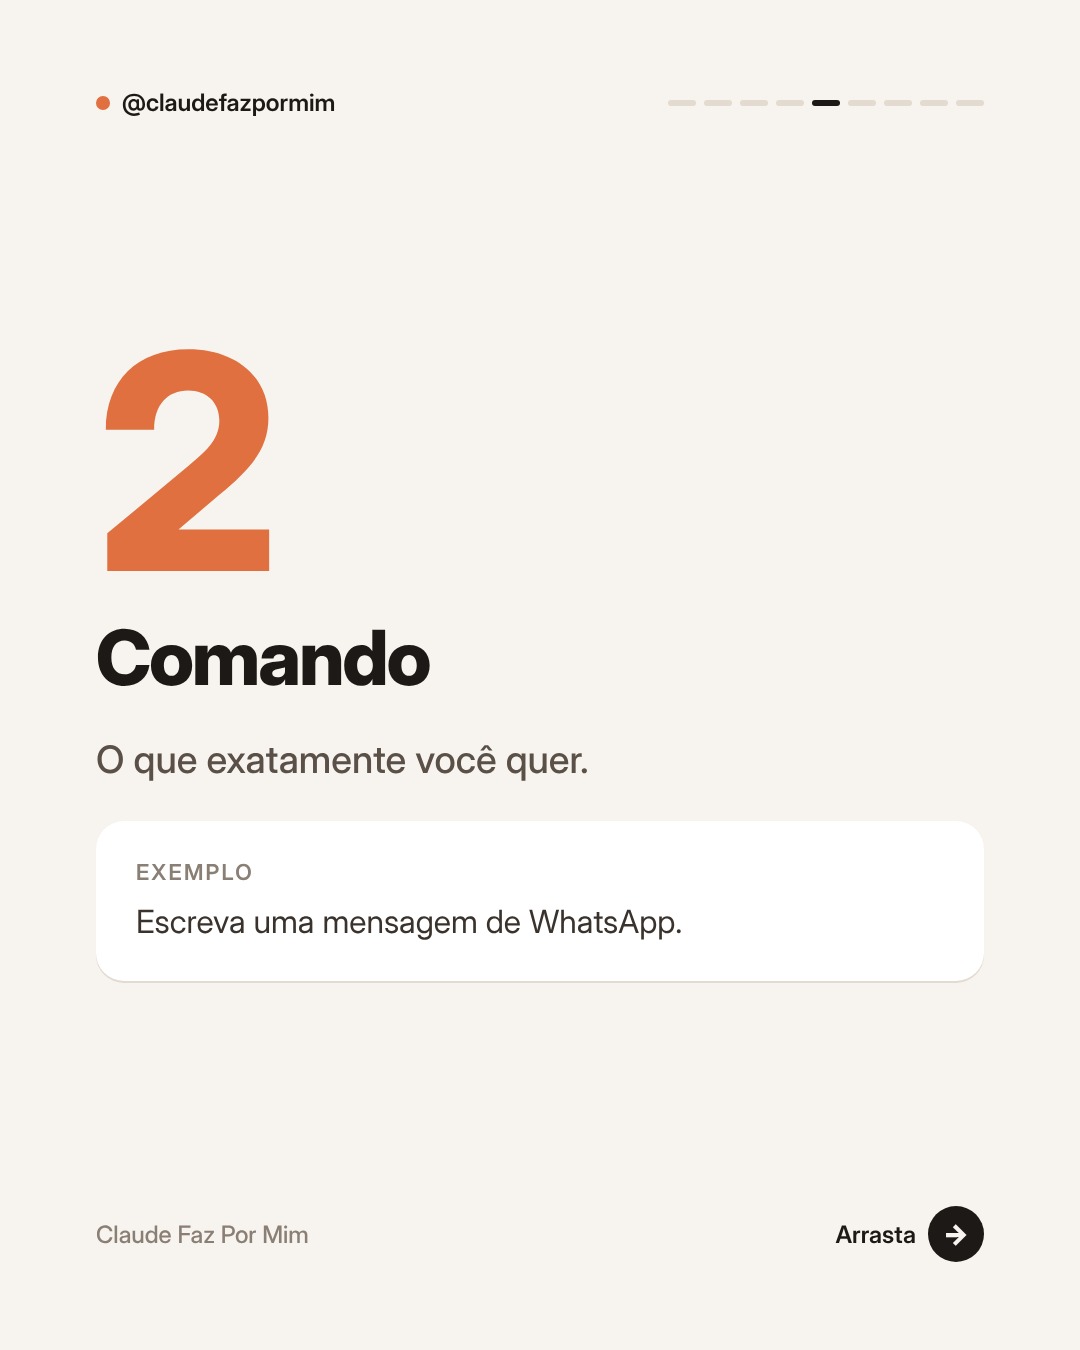 @claudefazpormim
2
Comando
O que exatamente você quer.
EXEMPLO
Escreva uma mensagem de WhatsApp.
Claude Faz Por Mim
Arrasta